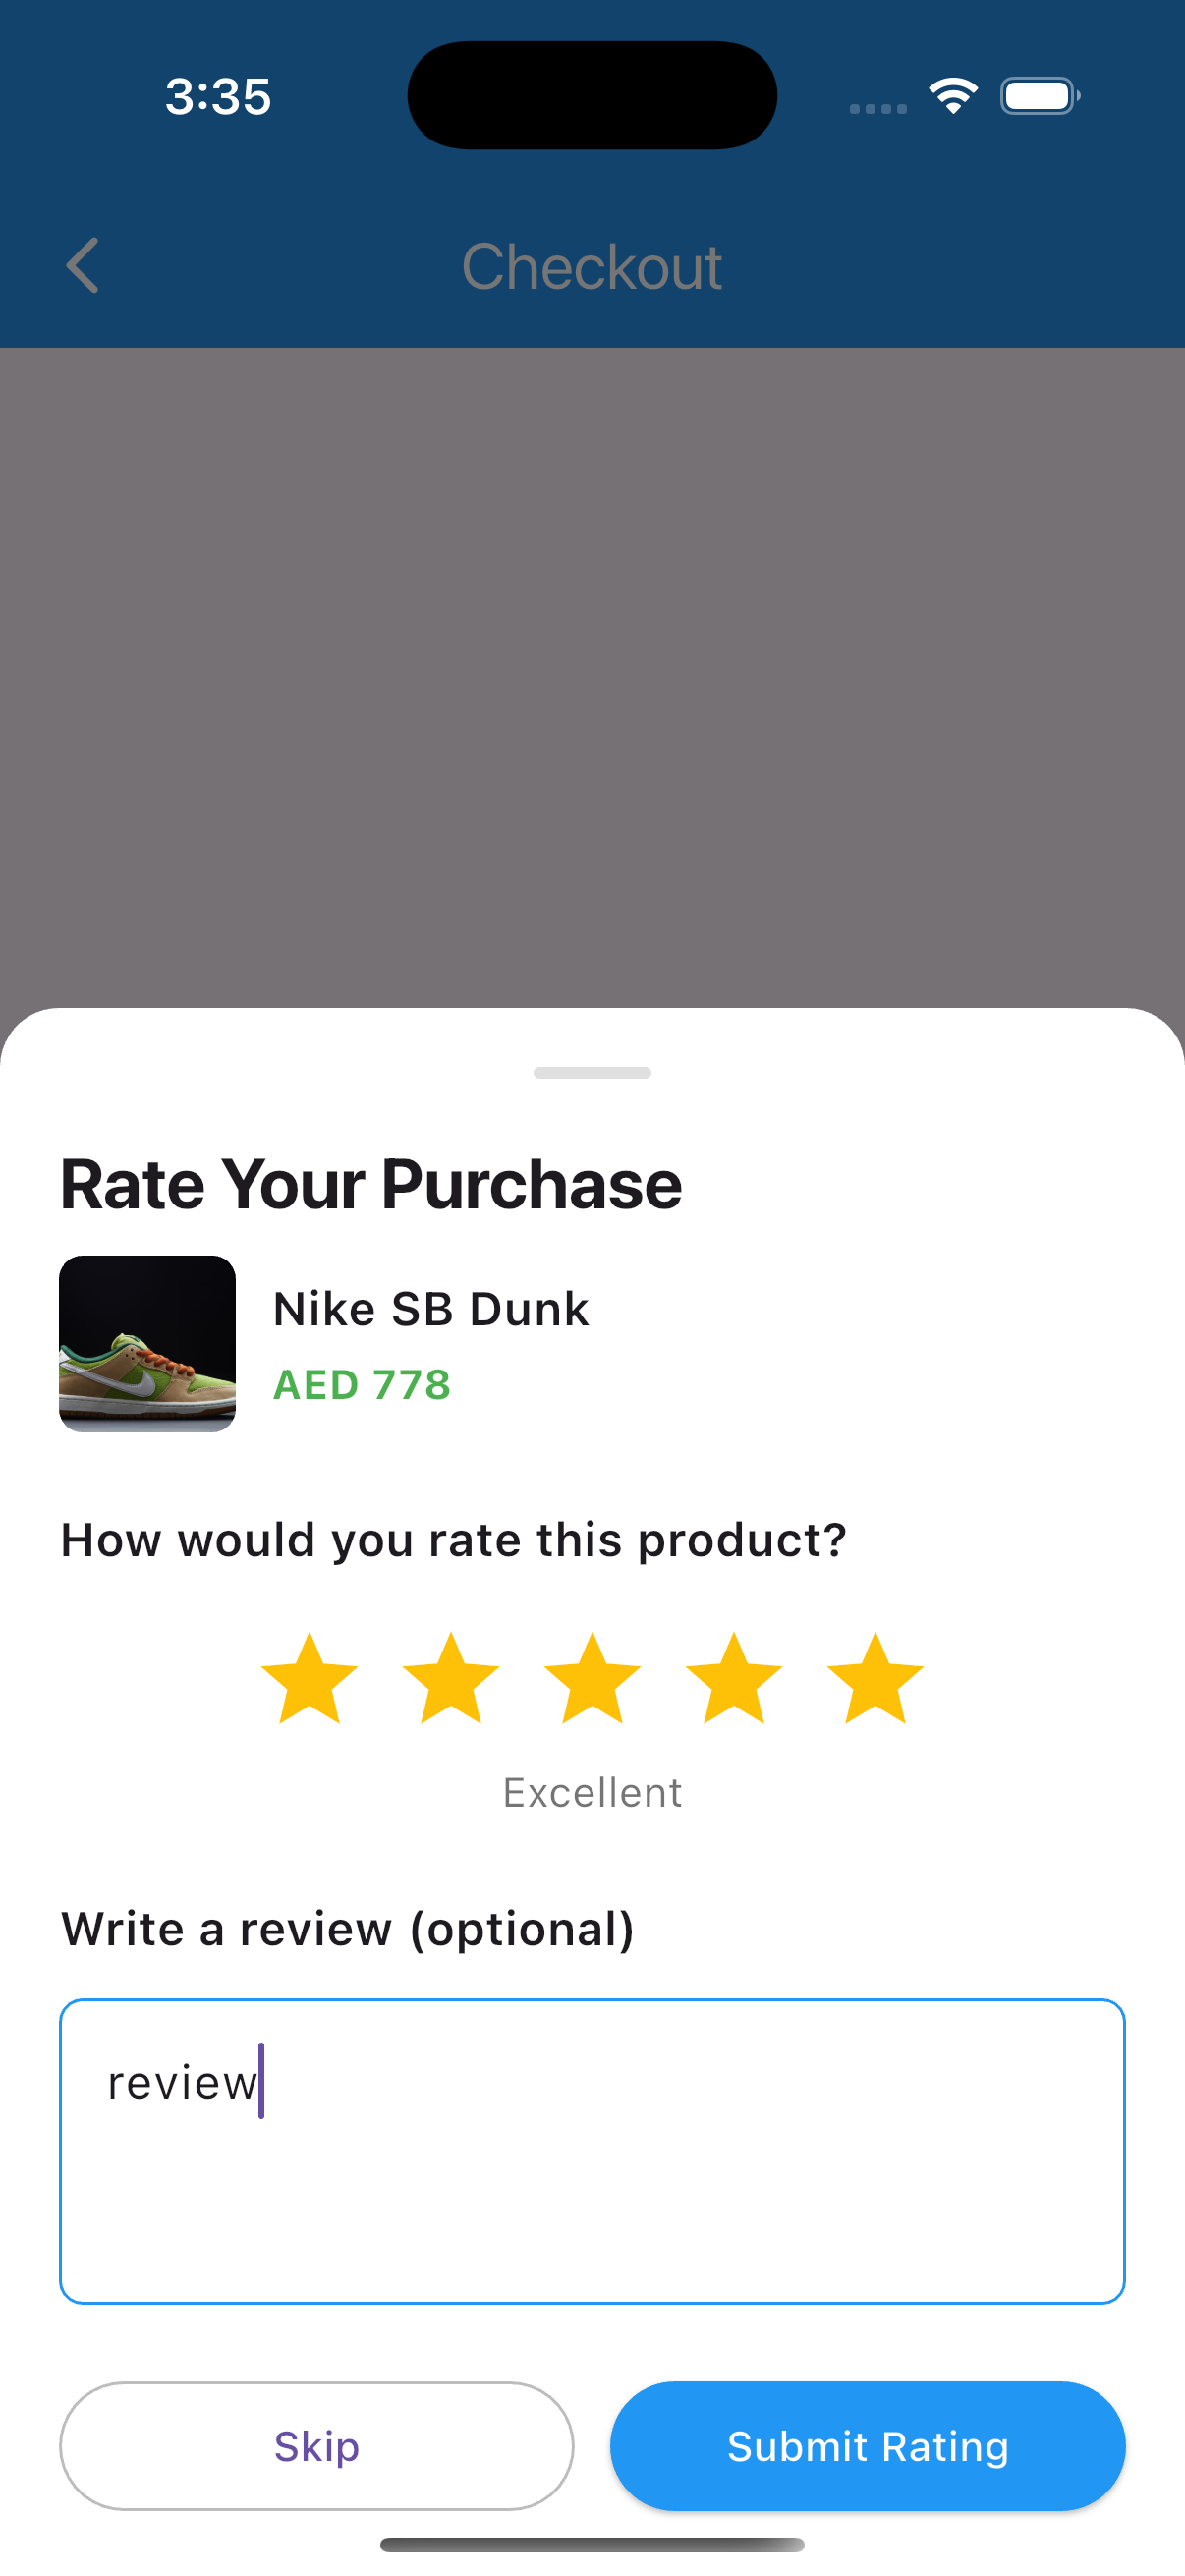 3:35
Checkout
Rate Your Purchase
Nike SB Dunk
AED 778
How would you rate this product?
Excellent
Write a review (optional)
review
Skip
Submit Rating